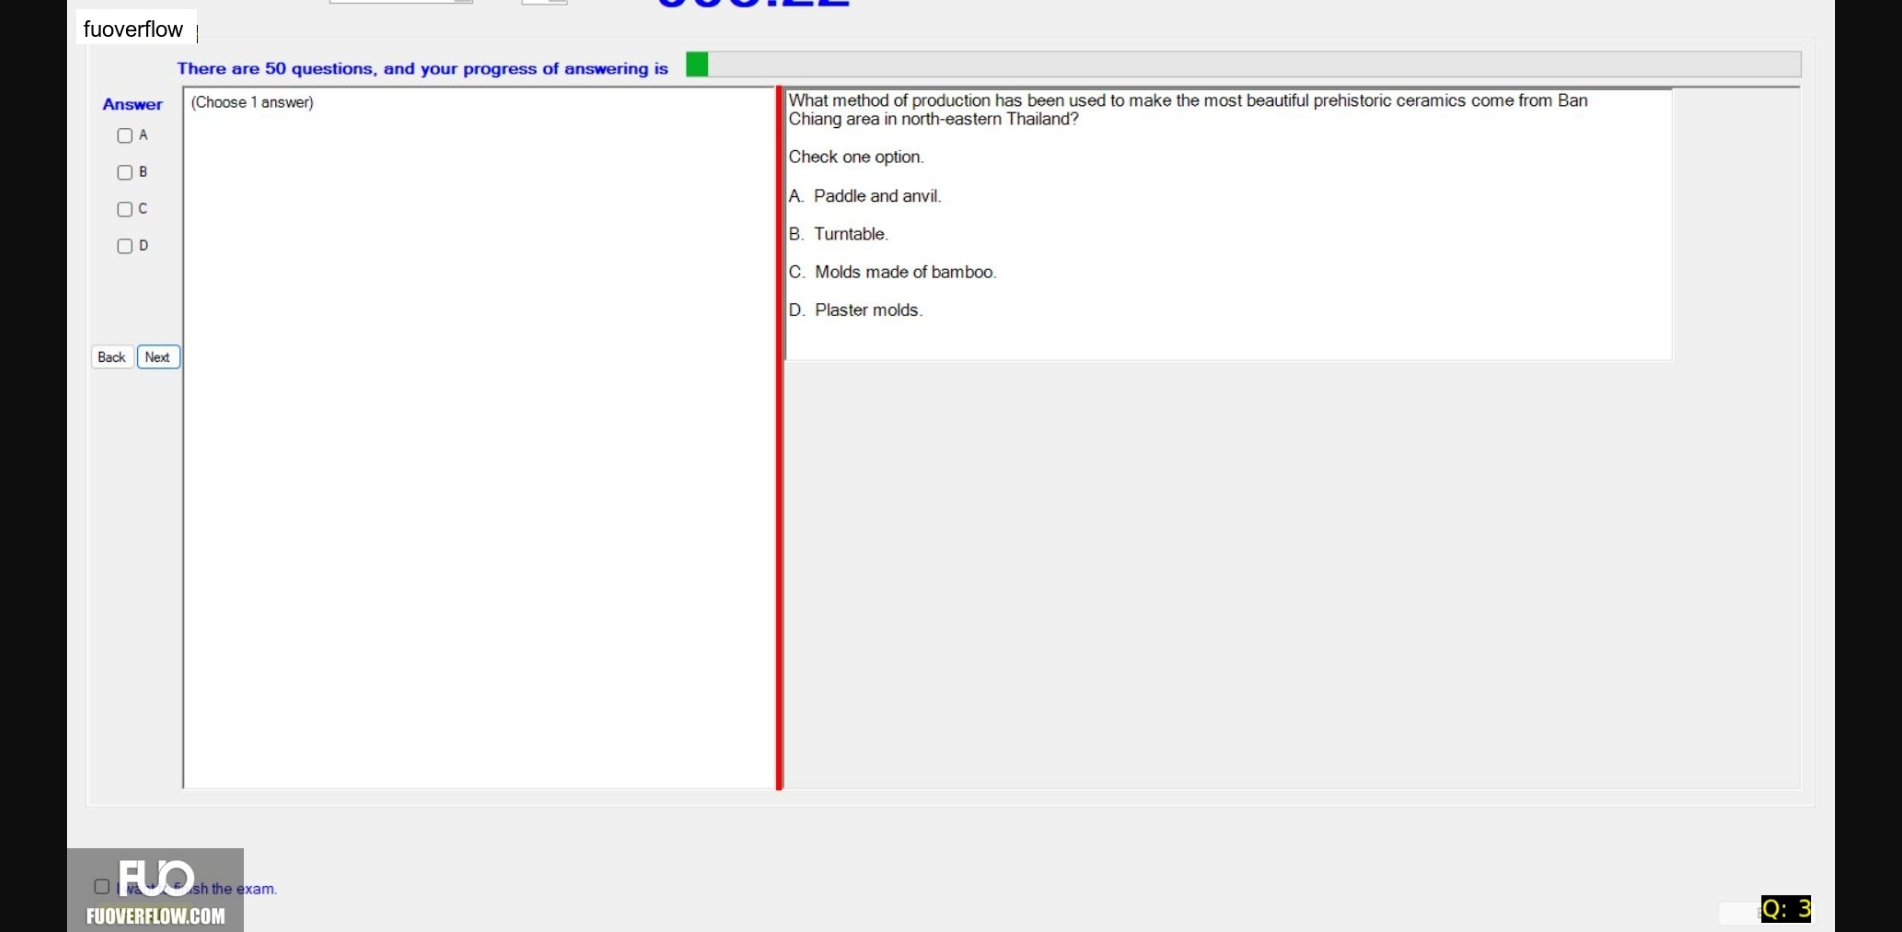 fuoverflow
There are 50 questions, and your progress of answering is
Answer
(Choose 1 answer)
A
B
C
D
Back Next
What method of production has been used to make the most beautiful prehistoric ceramics come from Ban
Chiang area in north-eastern Thailand?
Check one option.
A. Paddle and anvil.
B. Turntable.
C. Molds made of bamboo.
D. Plaster molds.
FUO
the exam.
FUOVERFLOW.COM
Q: 3